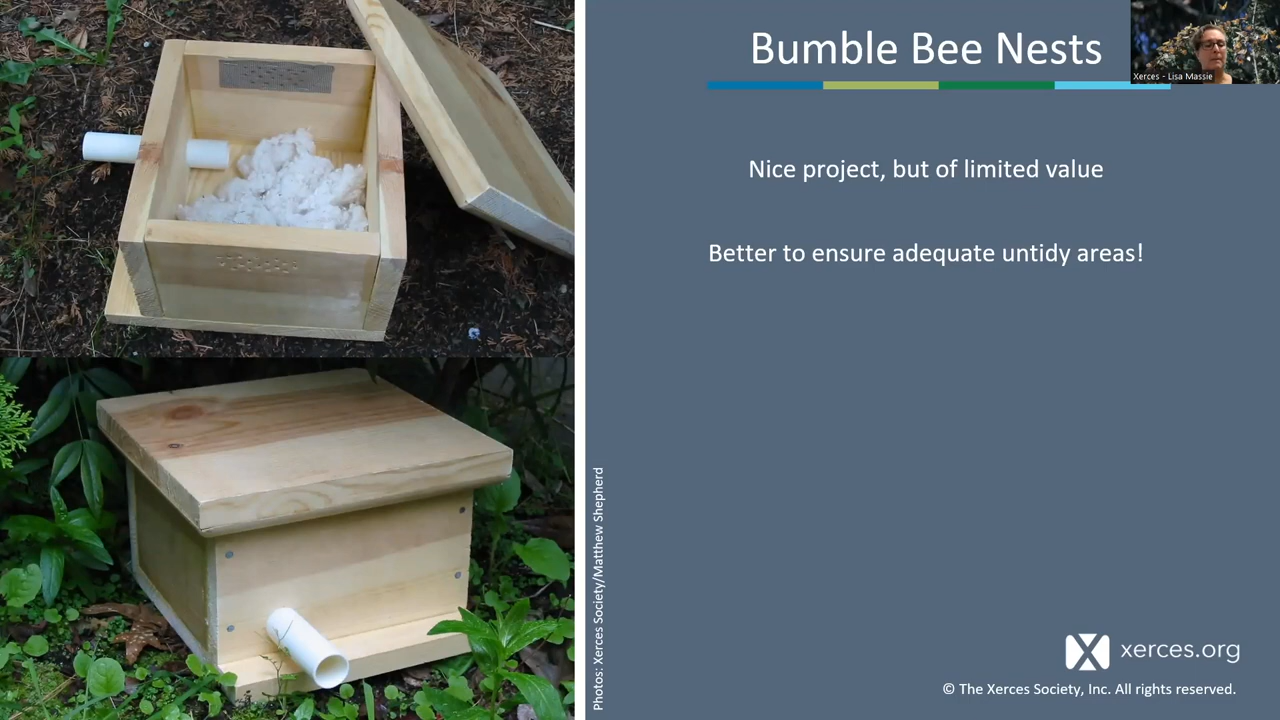 Bumble Bee Nests
Xerces - Lisa Massie
Nice project, but of limited value
Better to ensure adequate untidy areas!
Photos: Xerces Society/Matthew Shepherd
xerces.org
© The Xerces Society, Inc. All rights reserved.